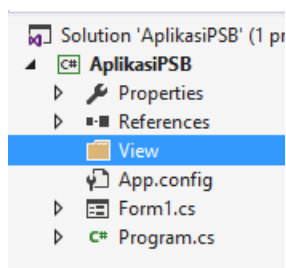 Solution 'AplikasiPSB' (1 pr
C# AplikasiPSB
Properties
References
View
App.config
Form1.cs
C# Program.cs